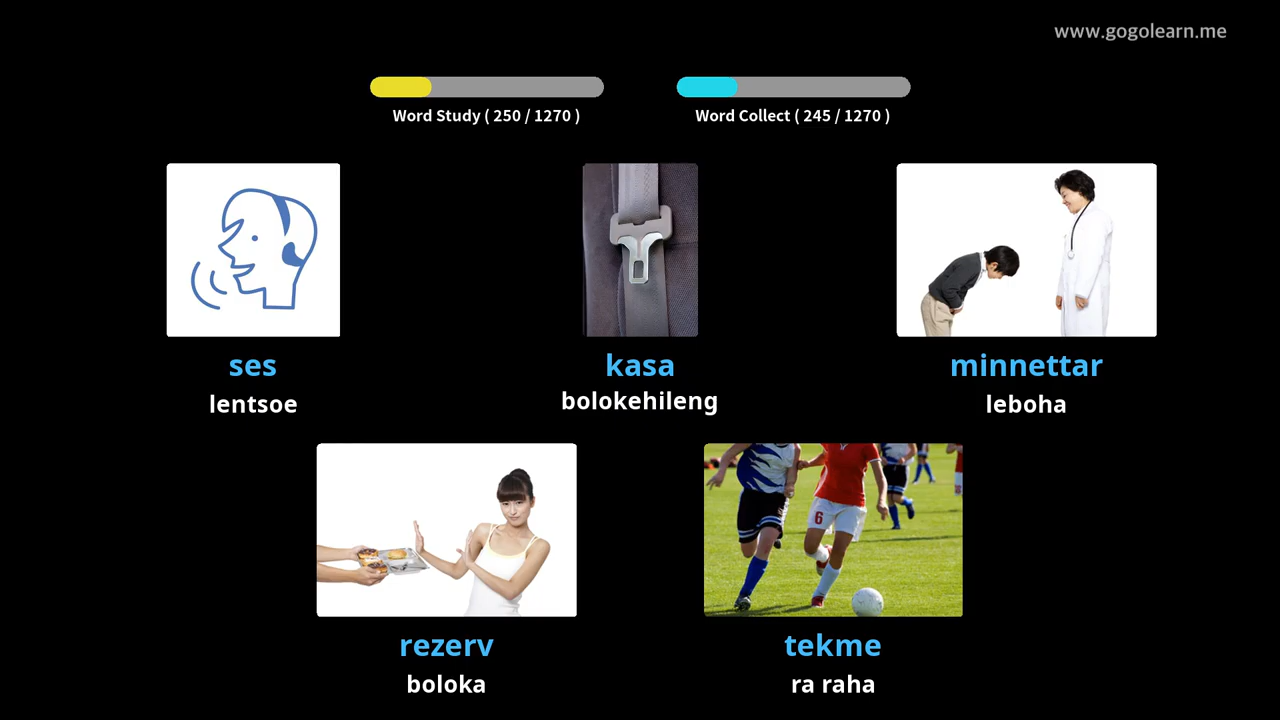 www.gogolearn.me
Word Study ( 250 / 1270 )
Word Collect ( 245 / 1270 )
ses
lentsoe
kasa
bolokehileng
minnettar
leboha
6
rezerv
boloka
tekme
ra raha